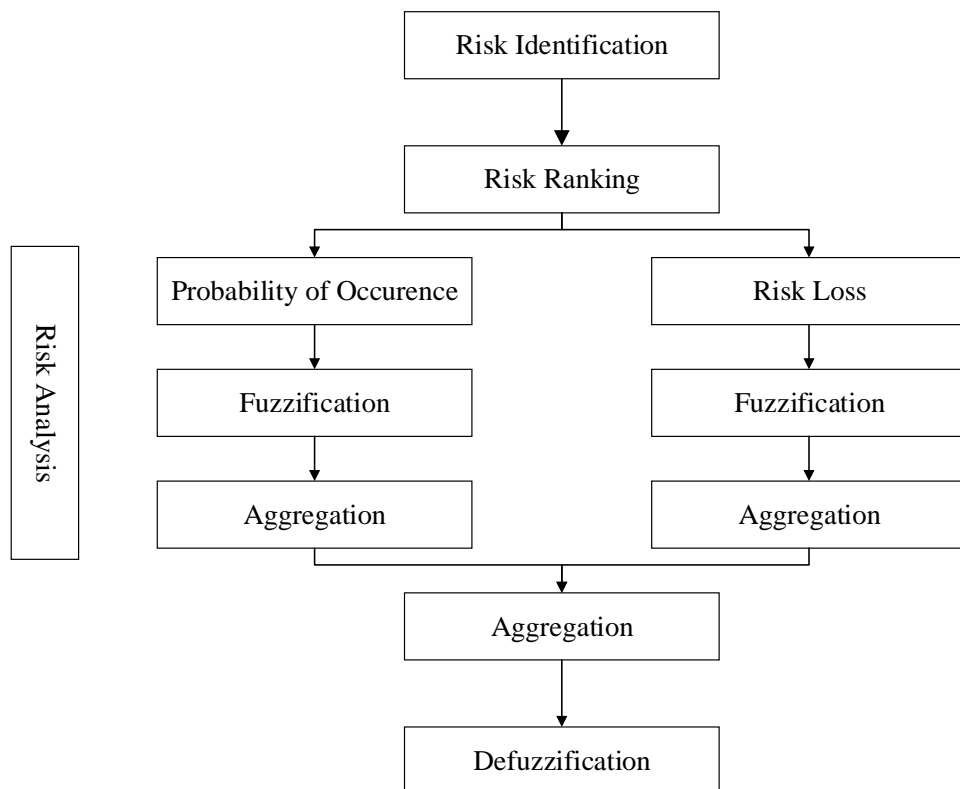 Risk Identification
Risk Ranking
Risk Analysis
Probability of Occurence
Risk Loss
Fuzzification
Fuzzification
Aggregation
Aggregation
Aggregation
Defuzzification